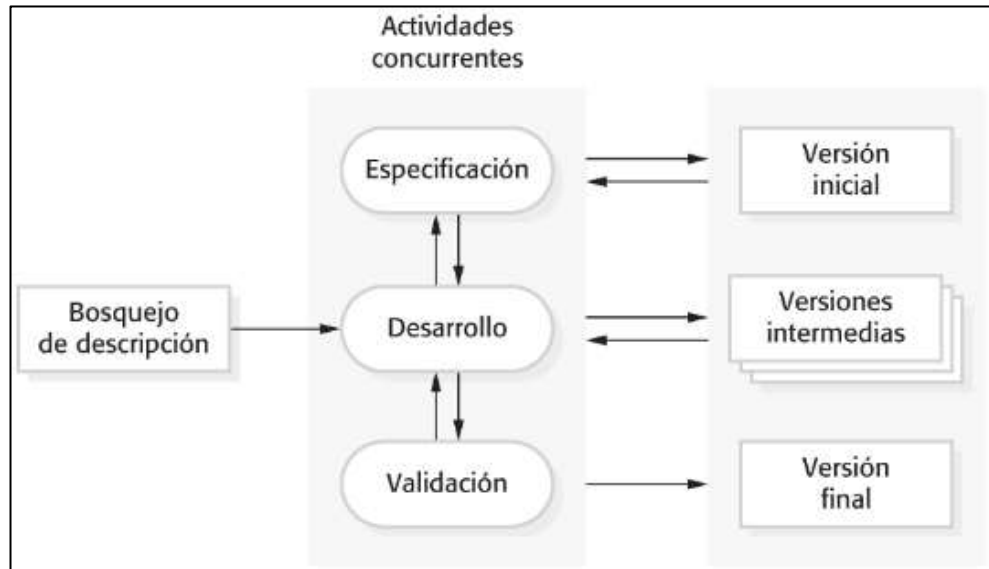 Actividades
concurrentes
Especificación
Versión
inicial
Bosquejo
de descripción
Desarrollo
Versiones
intermedias
Validación
Versión
final